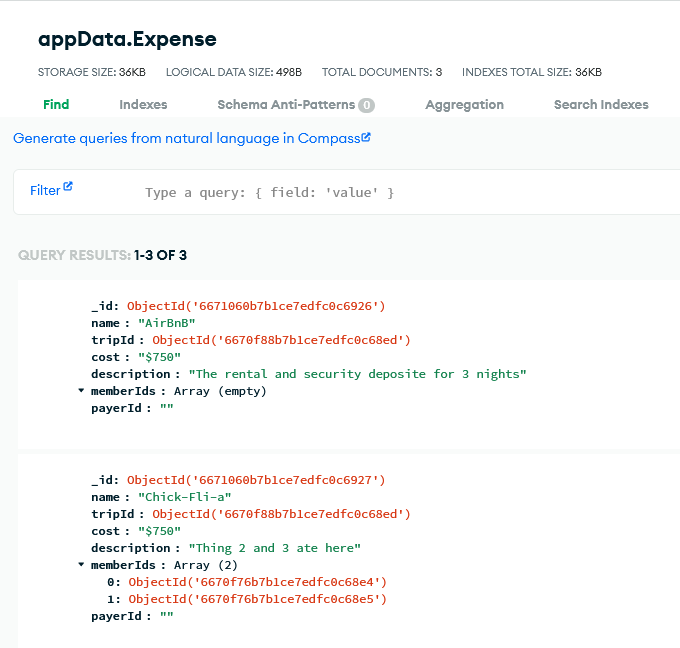 appData.Expense
STORAGE SIZE: 36KB LOGICAL DATA SIZE: 498B TOTAL DOCUMENTS: 3 INDEXES TOTAL SIZE: 36KB
Find Indexes Schema Anti-Patterns 0 Aggregation Search Indexes
Generate queries from natural language in Compass
Filter Type a query: { field: 'value' }
QUERY RESULTS: 1-3 OF 3
_id: ObjectId('6671060b7b1ce7edfc0c6926')
name : "AirBnB"
tripId : ObjectId('6670f88b7b1ce7edfc0c68ed')
cost : "$750"
description : "The rental and security deposite for 3 nights"
memberIds : Array (empty)
payerId : ""
_id: ObjectId('6671060b7b1ce7edfc0c6927')
name : "Chick-Fli-a"
tripId : ObjectId('6670f88b7b1ce7edfc0c68ed')
cost : "$750"
description : "Thing 2 and 3 ate here"
memberIds : Array (2)
0: ObjectId('6670f76b7b1ce7edfc0c68e4')
1: ObjectId('6670f76b7b1ce7edfc0c68e5')
payerId : ""